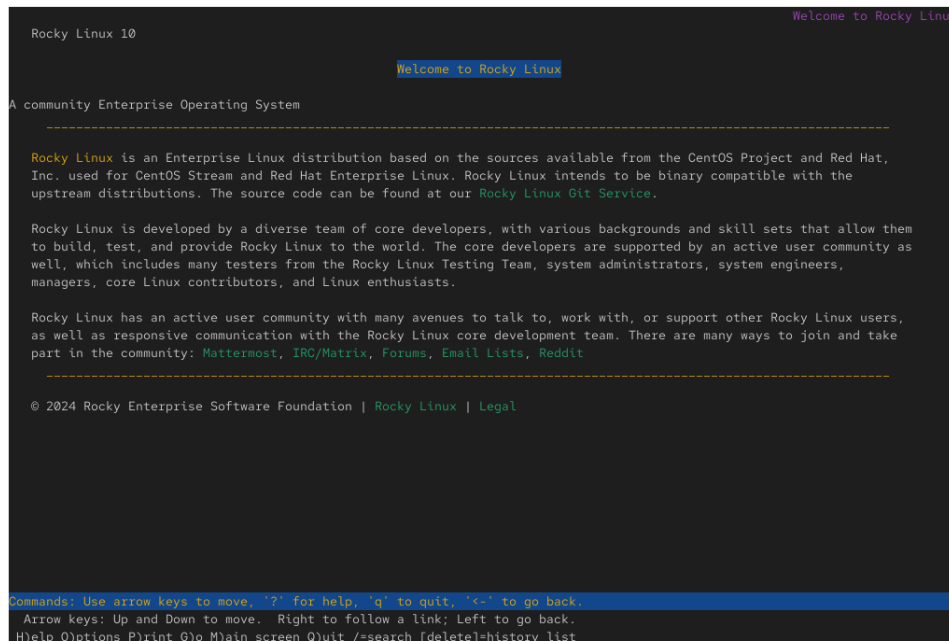 Welcome to Rocky Linu
Rocky Linux 10
Welcome to Rocky Linux
A community Enterprise Operating System
Rocky Linux is an Enterprise Linux distribution based on the sources available from the CentOS Project and Red Hat,
Inc. used for CentOS Stream and Red Hat Enterprise Linux. Rocky Linux intends to be binary compatible with the
upstream distributions. The source code can be found at our Rocky Linux Git Service.
Rocky Linux is developed by a diverse team of core developers, with various backgrounds and skill sets that allow them
to build, test, and provide Rocky Linux to the world. The core developers are supported by an active user community as
well, which includes many testers from the Rocky Linux Testing Team, system administrators, system engineers,
managers, core Linux contributors, and Linux enthusiasts.
Rocky Linux has an active user community with many avenues to talk to, work with, or support other Rocky Linux users,
as well as responsive communication with the Rocky Linux core development team. There are many ways to join and take
part in the community: Mattermost, IRC/Matrix, Forums, Email Lists, Reddit
© 2024 Rocky Enterprise Software Foundation | Rocky Linux | Legal
Commands: Use arrow keys to move, '?' for help, 'q' to quit, '<-' to go back.
Arrow keys: Up and Down to move.  Right to follow a link; Left to go back.
H)elp O)ptions P)rint G)o M)ain screen Q)uit /=search [delete]=history list